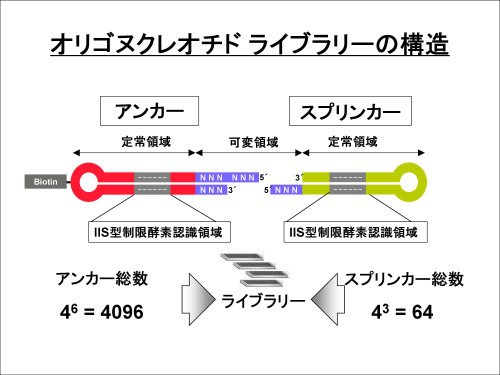 オリゴヌクレオチド ライブラリーの構造
アンカー スプリンカー
定常領域 可変領域 定常領域
Biotin ------ NNN NNN 5´ 3´ ------
------ NNN 3´ 5´ NNN ------
IIS型制限酵素認識領域 IIS型制限酵素認識領域
アンカー総数 ライブラリー スプリンカー総数
4⁶ = 4096 4³ = 64